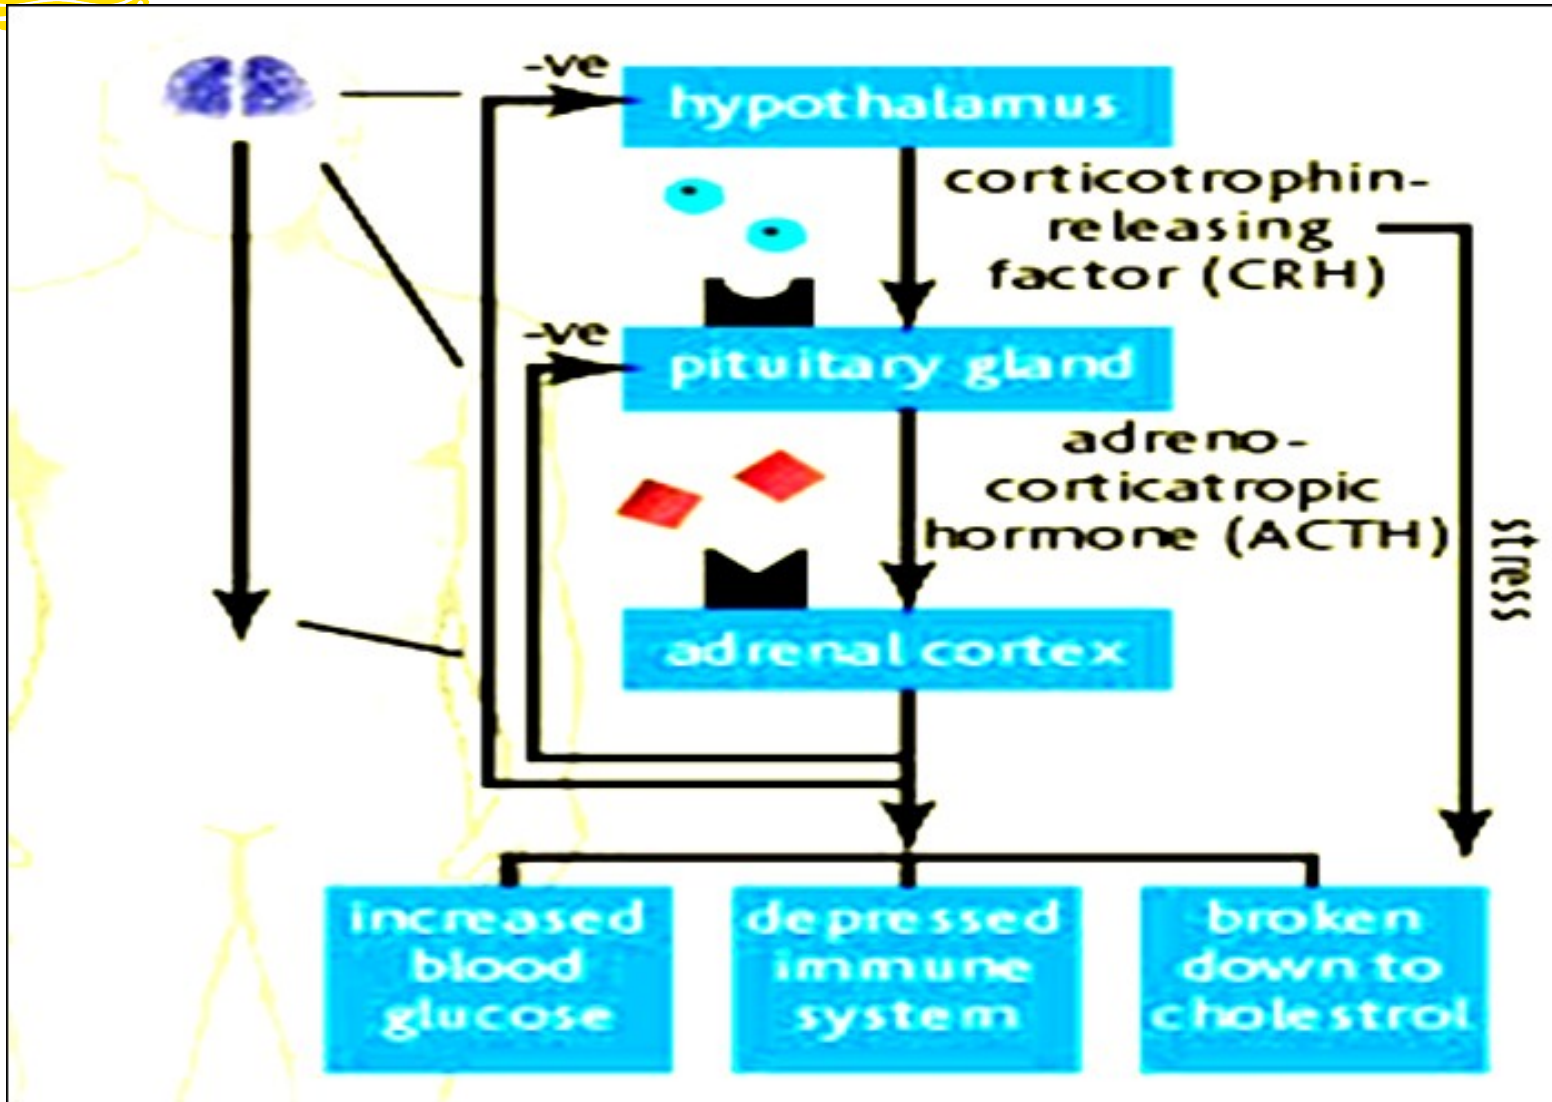 -ve
hypothalamus
corticotrophin-
releasing
factor (CRH)
-ve
pituitary gland
adreno-
corticatropic
hormone (ACTH)
stress
adrenal cortex
increased
blood
glucose
depressed
immune
system
broken
down to
cholestrol